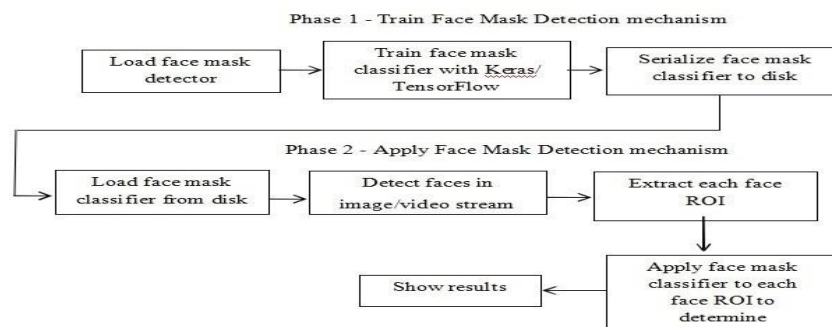 Phase 1 - Train Face Mask Detection mechanism
Load face mask
detector
Train face mask
classifier with Keras/
TensorFlow
Serialize face mask
classifier to disk
Phase 2 - Apply Face Mask Detection mechanism
Load face mask
classifier from disk
Detect faces in
image/video stream
Extract each face
ROI
Apply face mask
classifier to each
face ROI to
determine
Show results